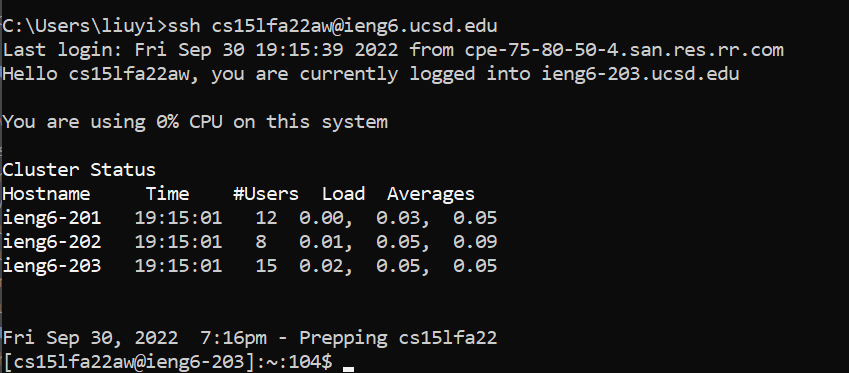 C:\Users\liuyi>ssh cs15lfa22aw@ieng6.ucsd.edu
Last login: Fri Sep 30 19:15:39 2022 from cpe-75-80-50-4.san.res.rr.com
Hello cs15lfa22aw, you are currently logged into ieng6-203.ucsd.edu
You are using 0% CPU on this system
Cluster Status
Hostname     Time    #Users  Load  Averages
ieng6-201   19:15:01   12  0.00,  0.03,  0.05
ieng6-202   19:15:01   8   0.01,  0.05,  0.09
ieng6-203   19:15:01   15  0.02,  0.05,  0.05
Fri Sep 30, 2022  7:16pm - Prepping cs15lfa22
[cs15lfa22aw@ieng6-203]:~:104$